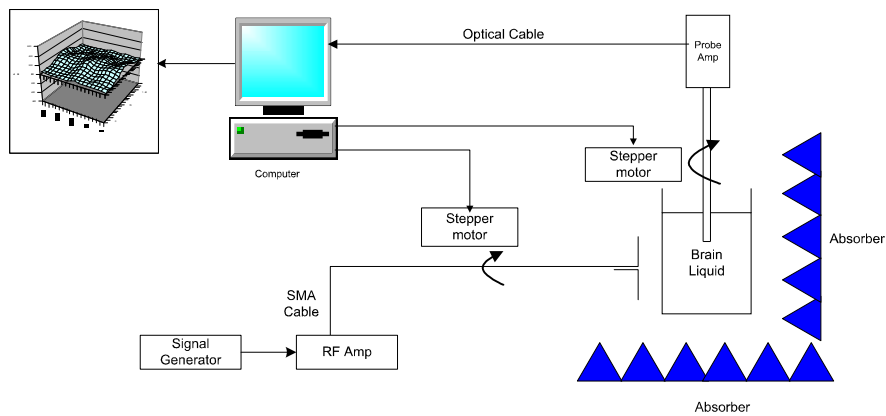 Optical Cable
Probe
Amp
Computer
Stepper
motor
Stepper
motor
Absorber
Brain
Liquid
SMA
Cable
Signal
Generator
RF Amp
Absorber